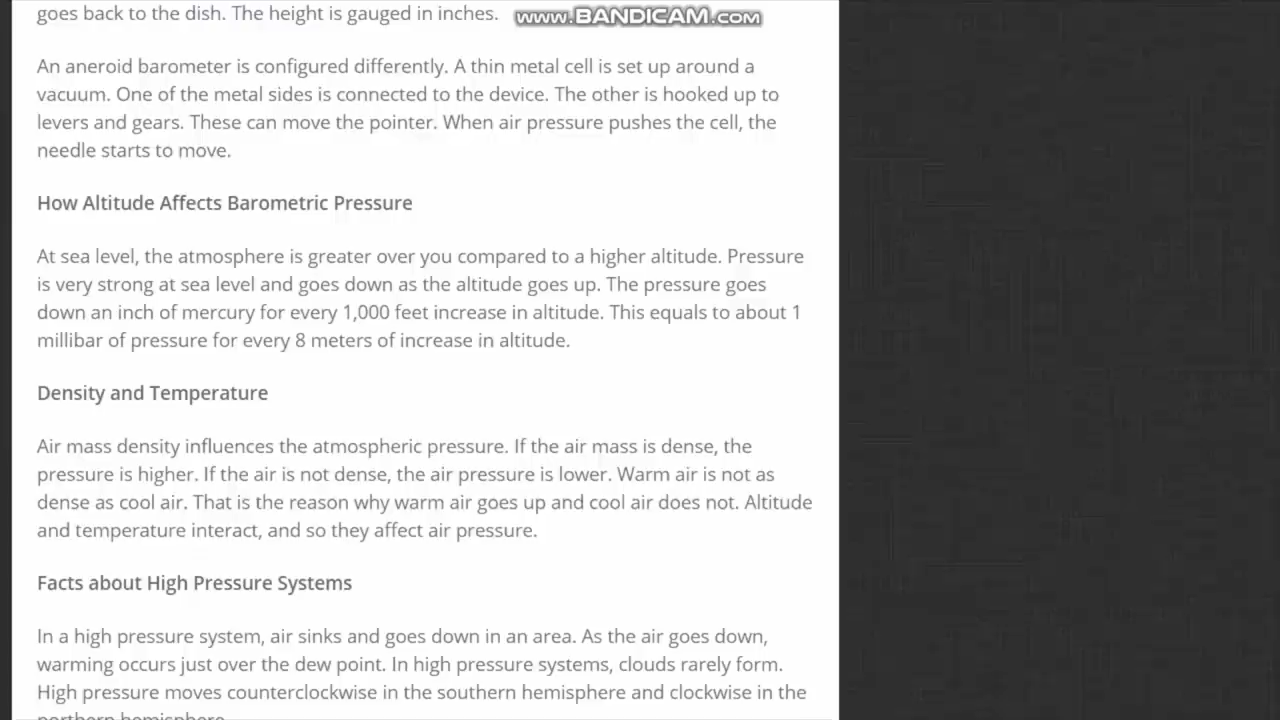 goes back to the dish. The height is gauged in inches.
www.BANDICAM.com
An aneroid barometer is configured differently. A thin metal cell is set up around a
vacuum. One of the metal sides is connected to the device. The other is hooked up to
levers and gears. These can move the pointer. When air pressure pushes the cell, the
needle starts to move.
How Altitude Affects Barometric Pressure
At sea level, the atmosphere is greater over you compared to a higher altitude. Pressure
is very strong at sea level and goes down as the altitude goes up. The pressure goes
down an inch of mercury for every 1,000 feet increase in altitude. This equals to about 1
millibar of pressure for every 8 meters of increase in altitude.
Density and Temperature
Air mass density influences the atmospheric pressure. If the air mass is dense, the
pressure is higher. If the air is not dense, the air pressure is lower. Warm air is not as
dense as cool air. That is the reason why warm air goes up and cool air does not. Altitude
and temperature interact, and so they affect air pressure.
Facts about High Pressure Systems
In a high pressure system, air sinks and goes down in an area. As the air goes down,
warming occurs just over the dew point. In high pressure systems, clouds rarely form.
High pressure moves counterclockwise in the southern hemisphere and clockwise in the
northern hemisphere.